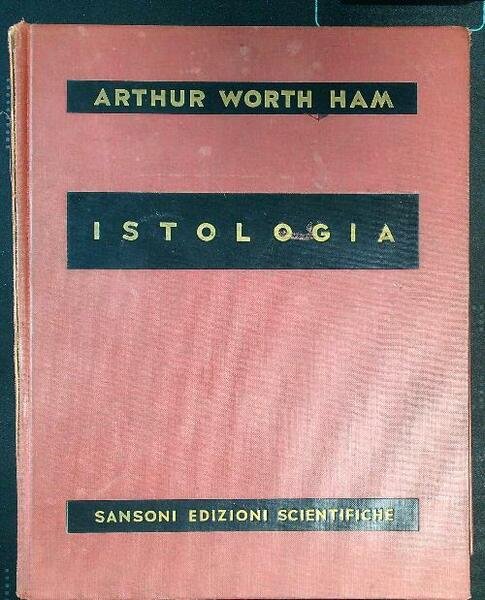 ARTHUR WORTH HAM
ISTOLOGIA
SANSONI EDIZIONI SCIENTIFICHE